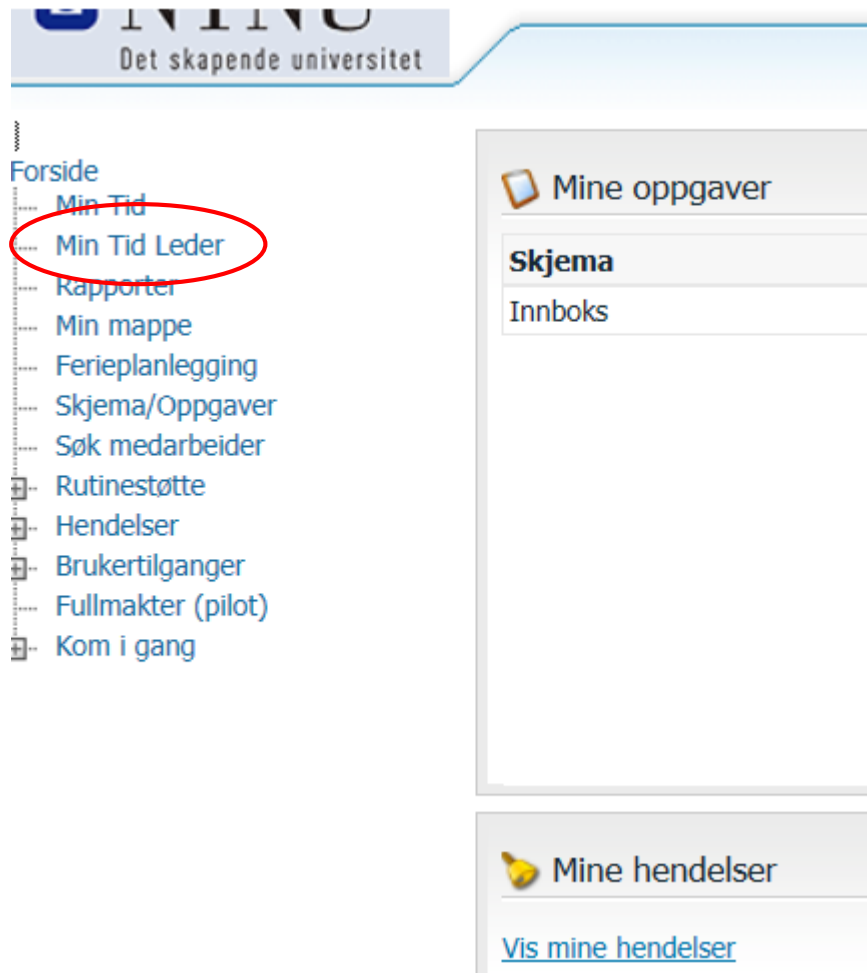 NTNU
Det skapende universitet
Forside
Min Tid
Min Tid Leder
Rapporter
Min mappe
Ferieplanlegging
Skjema/Oppgaver
Søk medarbeider
Rutinestøtte
Hendelser
Brukertilganger
Fullmakter (pilot)
Kom i gang
Mine oppgaver
Skjema
Innboks
Mine hendelser
Vis mine hendelser